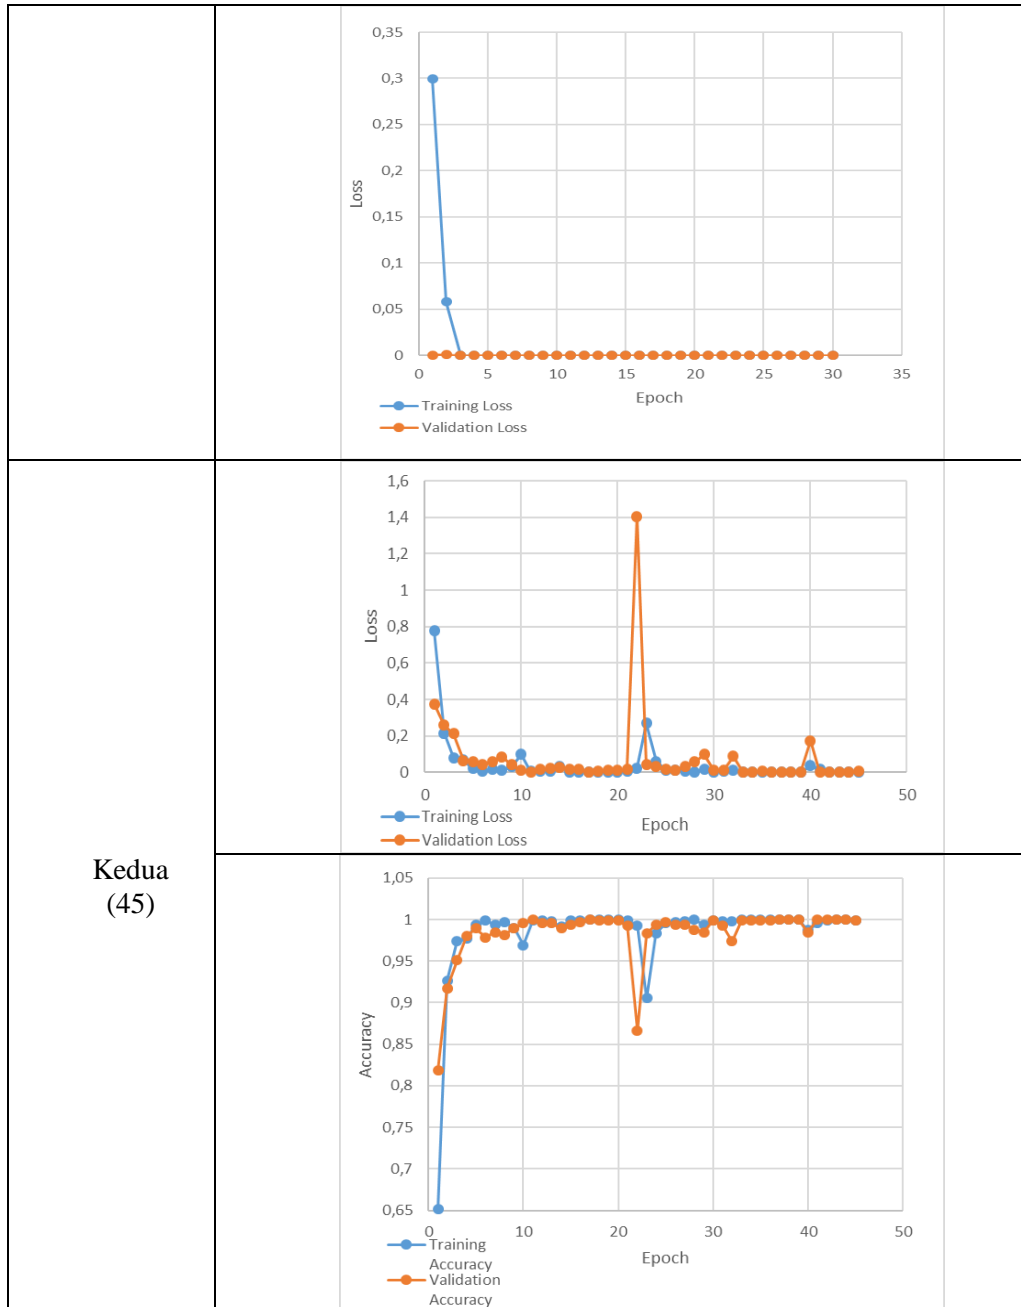 0,35
0,3
0,25
0,2
0,15
0,1
0,05
0
Loss
0 5 10 15 20 25 30 35
Epoch
Training Loss
Validation Loss
Kedua
(45)
1,6
1,4
1,2
1
0,8
0,6
0,4
0,2
0
Loss
0 10 20 30 40 50
Epoch
Training Loss
Validation Loss
1,05
1
0,95
0,9
0,85
0,8
0,75
0,7
0,65
Accuracy
0 10 20 30 40 50
Epoch
Training
Accuracy
Validation
Accuracy